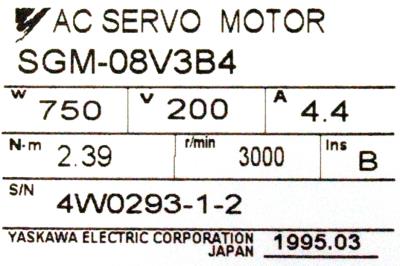 AC SERVO MOTOR
SGM-08V3B4
W 750 V 200 A 4.4
N·m 2.39 r/min 3000 Ins B
S/N 4W0293-1-2
YASKAWA ELECTRIC CORPORATION
JAPAN 1995.03